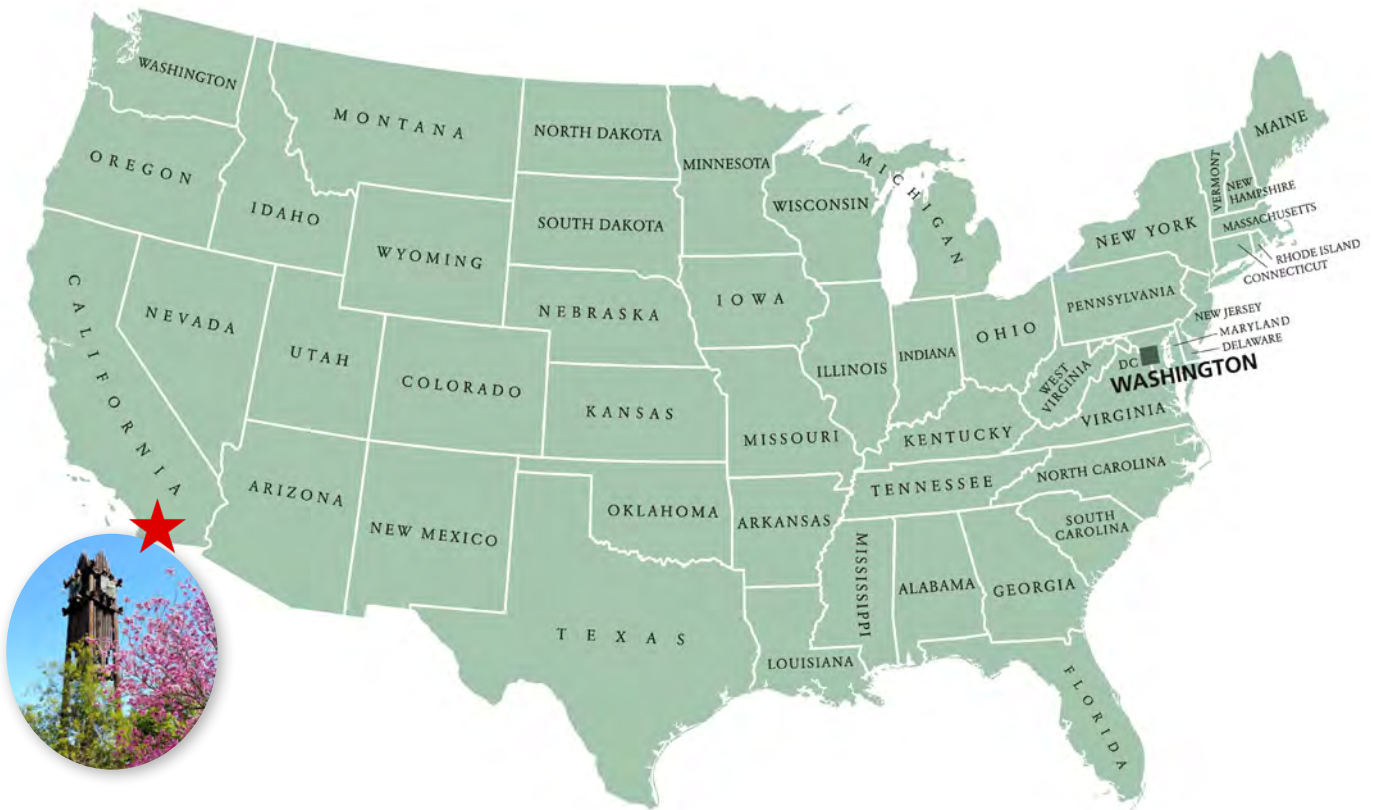 WASHINGTON
MONTANA
NORTH DAKOTA
MINNESOTA
MICHIGAN
MAINE
VERMONT
NEW
HAMPSHIRE
OREGON
IDAHO
WYOMING
SOUTH DAKOTA
WISCONSIN
NEW YORK
MASSACHUSETTS
RHODE ISLAND
CONNECTICUT
CALIFORNIA
NEVADA
UTAH
COLORADO
NEBRASKA
IOWA
ILLINOIS
INDIANA
OHIO
PENNSYLVANIA
NEW JERSEY
MARYLAND
DELAWARE
DC
WASHINGTON
WEST
VIRGINIA
VIRGINIA
KANSAS
MISSOURI
KENTUCKY
ARIZONA
NEW MEXICO
OKLAHOMA
ARKANSAS
TENNESSEE
NORTH CAROLINA
SOUTH
CAROLINA
MISSISSIPPI
ALABAMA
GEORGIA
TEXAS
LOUISIANA
FLORIDA